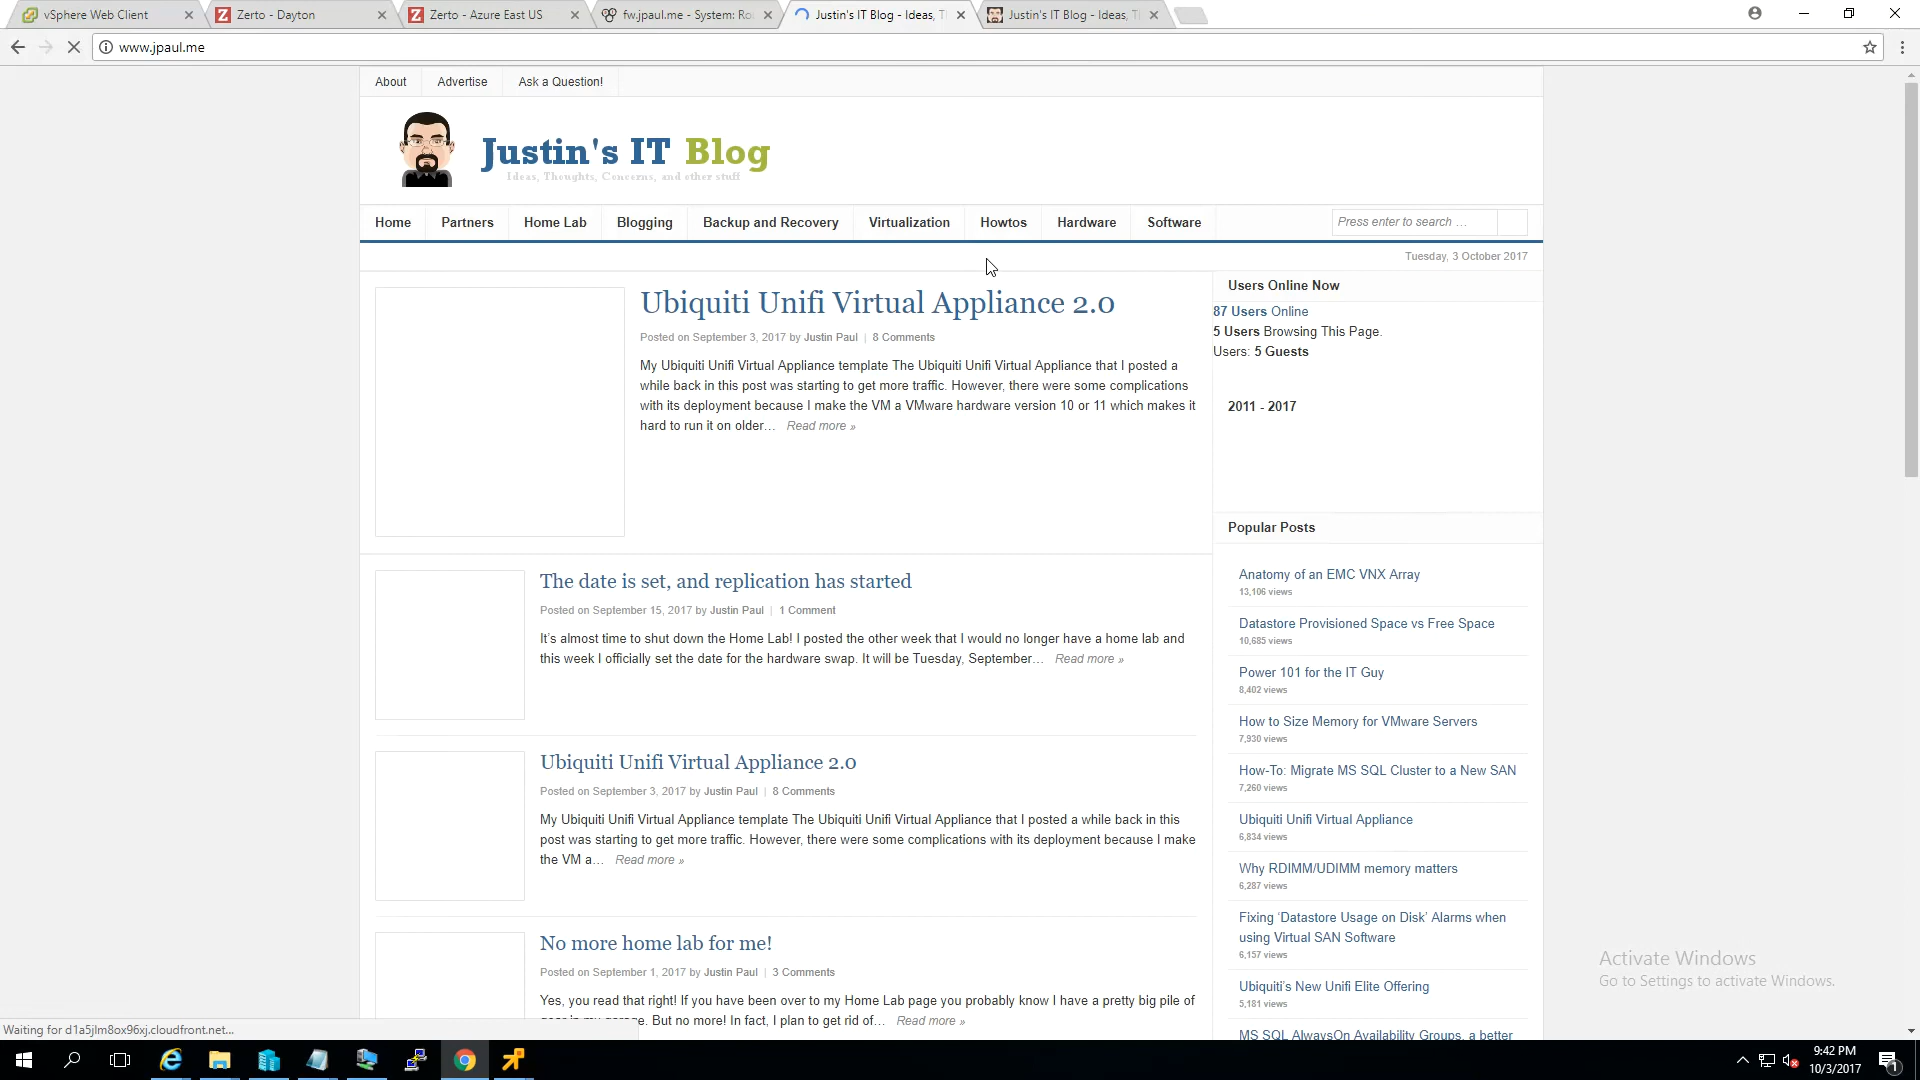 vSphere Web Client
Zerto - Dayton
Zerto - Azure East US
fw.jpaul.me - System: Ro
Justin's IT Blog - Ideas, T
Justin's IT Blog - Ideas, T
www.jpaul.me
About
Advertise
Ask a Question!
Justin's IT Blog
Ideas, Thoughts, Concerns, and other stuff
Home
Partners
Home Lab
Blogging
Backup and Recovery
Virtualization
Howtos
Hardware
Software
Press enter to search …
Tuesday, 3 October 2017
Ubiquiti Unifi Virtual Appliance 2.0
Posted on September 3, 2017 by Justin Paul | 8 Comments
My Ubiquiti Unifi Virtual Appliance template The Ubiquiti Unifi Virtual Appliance that I posted a
while back in this post was starting to get more traffic. However, there were some complications
with its deployment because I make the VM a VMware hardware version 10 or 11 which makes it
hard to run it on older… Read more »
The date is set, and replication has started
Posted on September 15, 2017 by Justin Paul | 1 Comment
It's almost time to shut down the Home Lab! I posted the other week that I would no longer have a home lab and
this week I officially set the date for the hardware swap. It will be Tuesday, September… Read more »
Ubiquiti Unifi Virtual Appliance 2.0
Posted on September 3, 2017 by Justin Paul | 8 Comments
My Ubiquiti Unifi Virtual Appliance template The Ubiquiti Unifi Virtual Appliance that I posted a while back in this
post was starting to get more traffic. However, there were some complications with its deployment because I make
the VM a… Read more »
No more home lab for me!
Posted on September 1, 2017 by Justin Paul | 3 Comments
Yes, you read that right! If you have been over to my Home Lab page you probably know I have a pretty big pile of
But no more! In fact, I plan to get rid of… Read more »
Users Online Now
87 Users Online
5 Users Browsing This Page.
Users: 5 Guests
2011 - 2017
Popular Posts
Anatomy of an EMC VNX Array
13,106 views
Datastore Provisioned Space vs Free Space
10,685 views
Power 101 for the IT Guy
8,402 views
How to Size Memory for VMware Servers
7,930 views
How-To: Migrate MS SQL Cluster to a New SAN
7,260 views
Ubiquiti Unifi Virtual Appliance
6,834 views
Why RDIMM/UDIMM memory matters
6,287 views
Fixing 'Datastore Usage on Disk' Alarms when
using Virtual SAN Software
6,157 views
Ubiquiti's New Unifi Elite Offering
5,181 views
MS SQL AlwaysOn Availability Groups, a better
Activate Windows
Go to Settings to activate Windows.
Waiting for d1a5jlm8ox96xj.cloudfront.net...
9:42 PM
10/3/2017
1